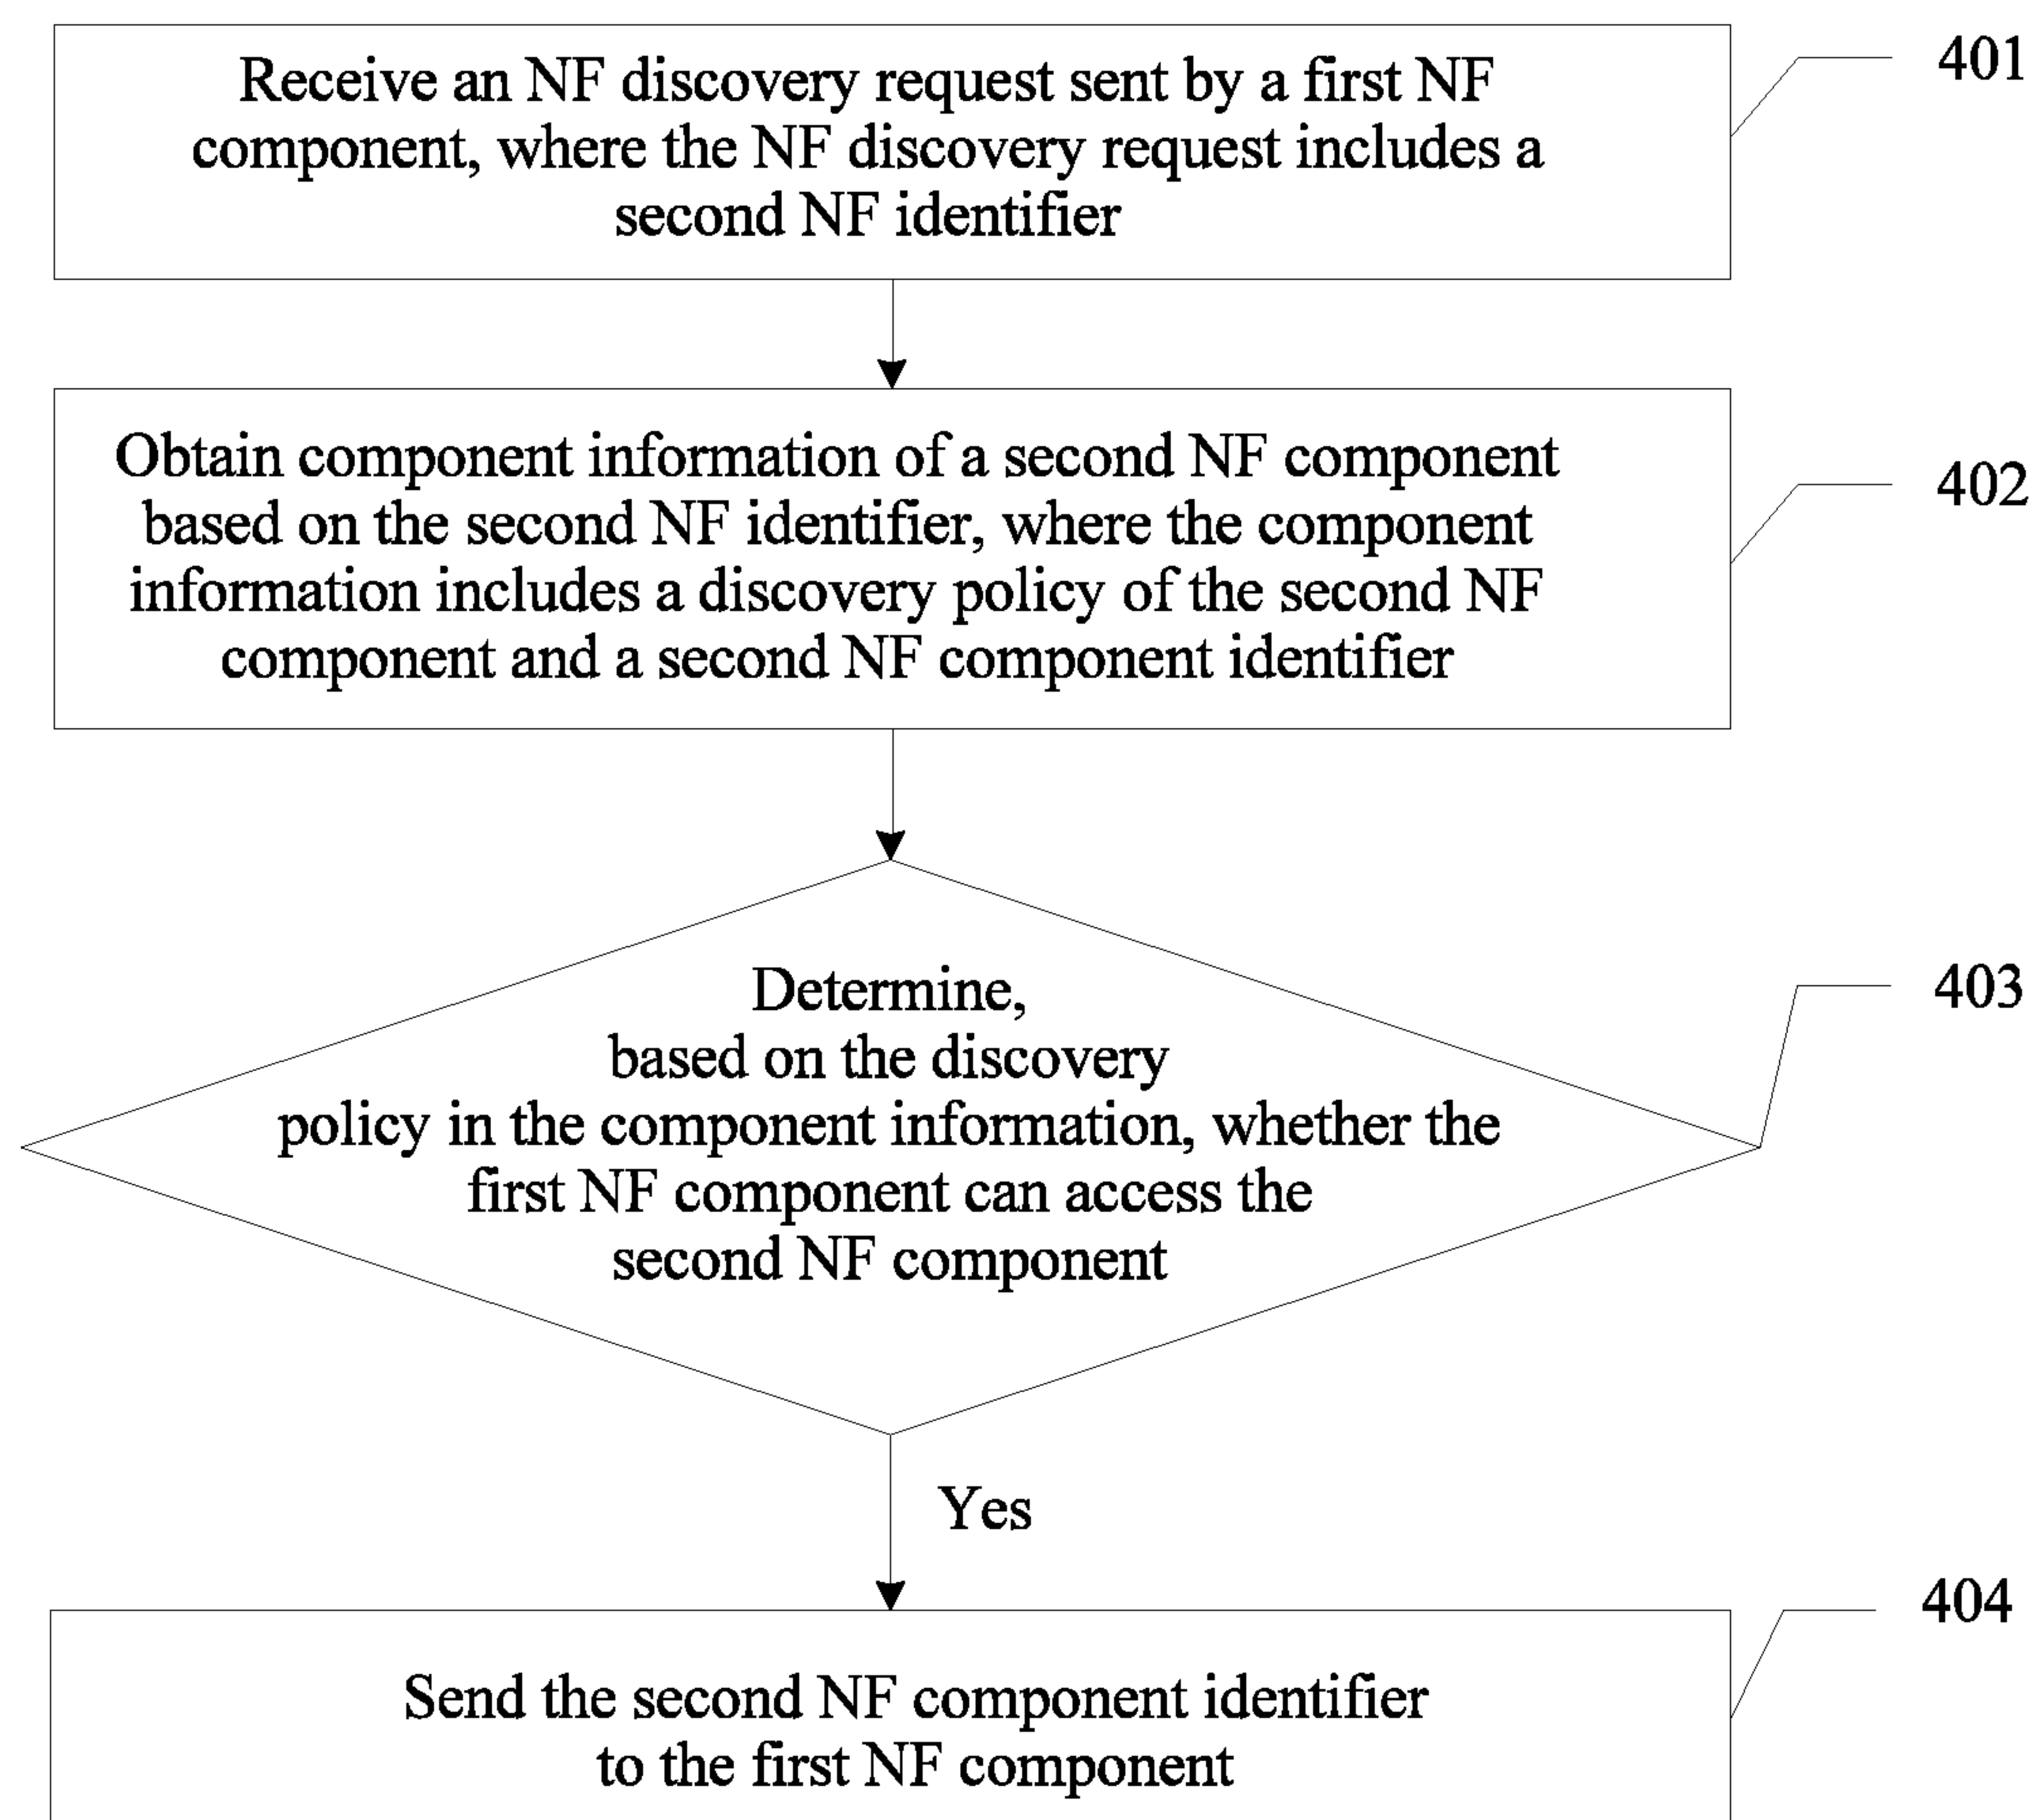 Receive an NF discovery request sent by a first NF
component, where the NF discovery request includes a
second NF identifier
401
Obtain component information of a second NF component
based on the second NF identifier, where the component
information includes a discovery policy of the second NF
component and a second NF component identifier
402
Determine,
based on the discovery
policy in the component information, whether the
first NF component can access the
second NF component
403
Yes
404
Send the second NF component identifier
to the first NF component